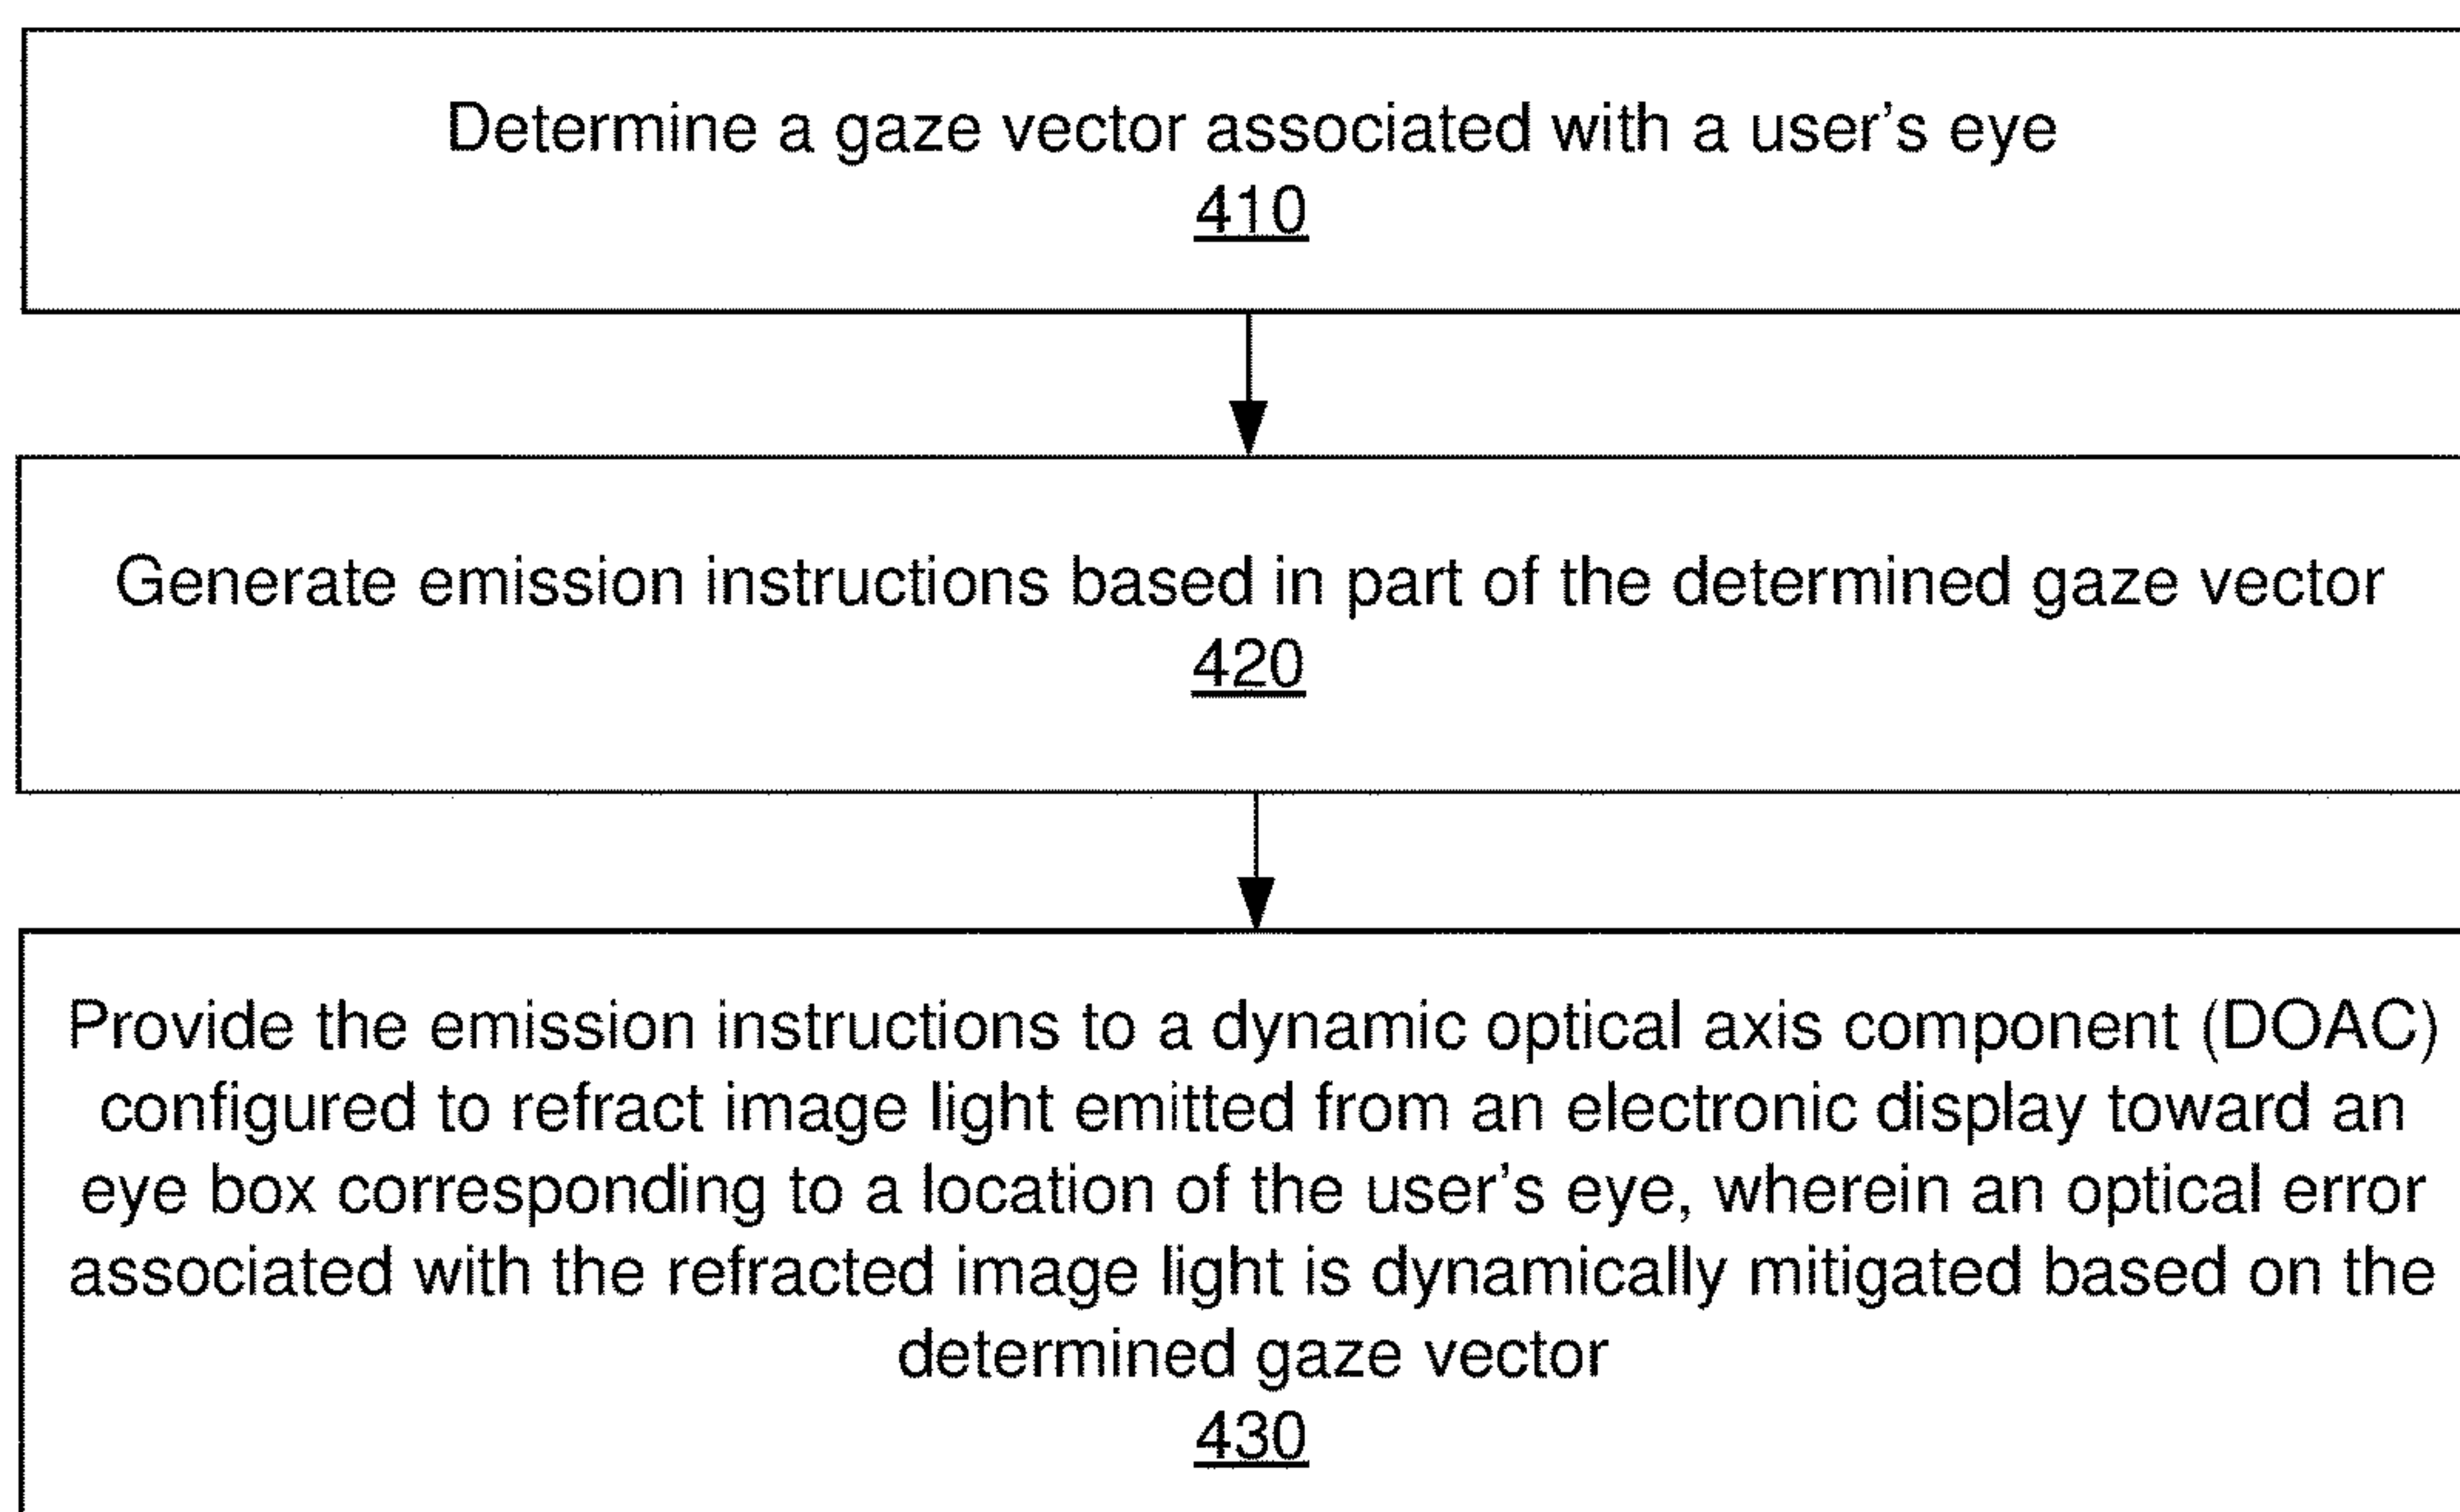 Determine a gaze vector associated with a user's eye
410
Generate emission instructions based in part of the determined gaze vector
420
Provide the emission instructions to a dynamic optical axis component (DOAC)
configured to refract image light emitted from an electronic display toward an
eye box corresponding to a location of the user's eye, wherein an optical error
associated with the refracted image light is dynamically mitigated based on the
determined gaze vector
430